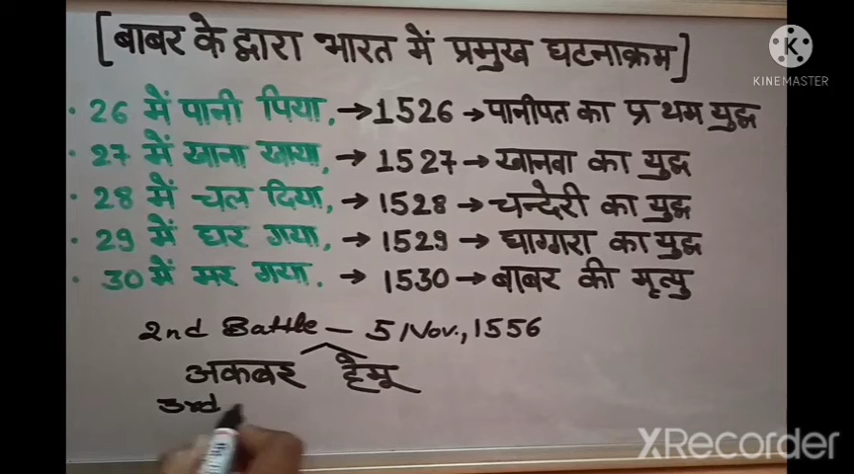 [बाबर के द्वारा भारत में प्रमुख घटनाक्रम]
K
KINEMASTER
• 26 में पानी पिया, → 1526 → पानीपत का प्रथम युद्ध
• 27 में खाना खाया, → 1527 → खानवा का युद्ध
• 28 में चल दिया, → 1528 → चन्देरी का युद्ध
• 29 में घर गया, → 1529 → घाग्गरा का युद्ध
• 30 में मर गया. → 1530 → बाबर की मृत्यु
2nd Battle – 5 Nov., 1556
अकबर हेमू
3rd
XRecorder